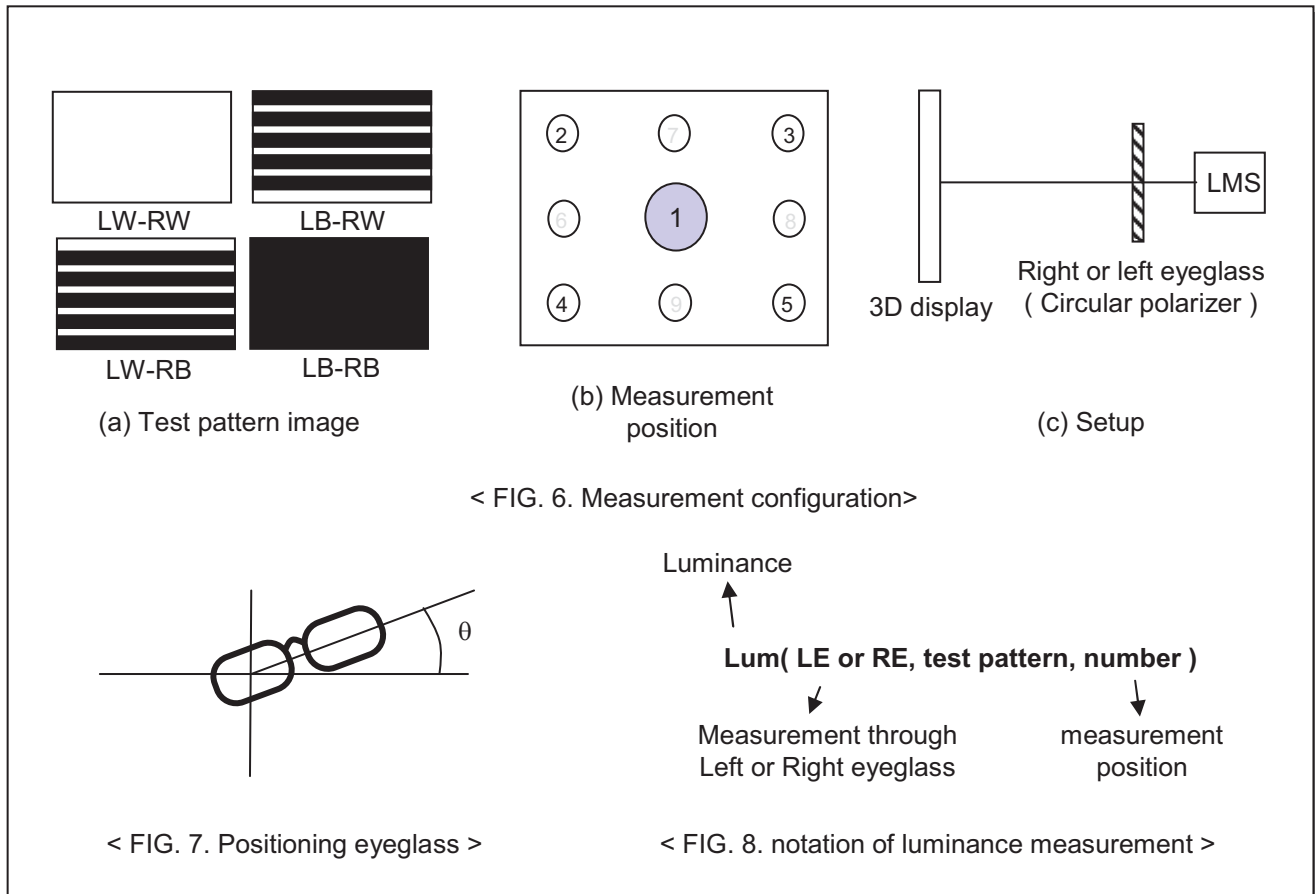 LW-RW
LB-RW
LW-RB
LB-RB
(a) Test pattern image
2 7 3
6 1 8
4 9 5
(b) Measurement
position
LMS
3D display
Right or left eyeglass
( Circular polarizer )
(c) Setup
< FIG. 6. Measurement configuration>
θ
< FIG. 7. Positioning eyeglass >
Luminance
Lum( LE or RE, test pattern, number )
Measurement through
Left or Right eyeglass
measurement
position
< FIG. 8. notation of luminance measurement >